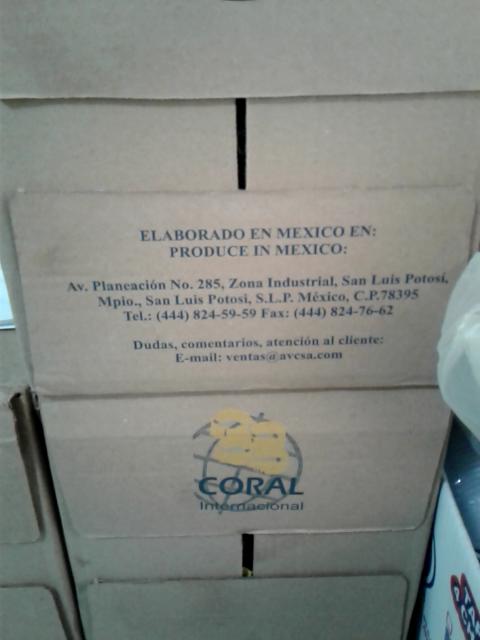 ELABORADO EN MEXICO EN:
PRODUCE IN MEXICO:
Av. Planeación No. 285, Zona Industrial, San Luis Potosí,
Mpio., San Luis Potosi, S.L.P. México, C.P.78395
Tel.: (444) 824-59-59 Fax: (444) 824-76-62
Dudas, comentarios, atención al cliente:
E-mail: ventas@avcsa.com
CORAL
Internacional